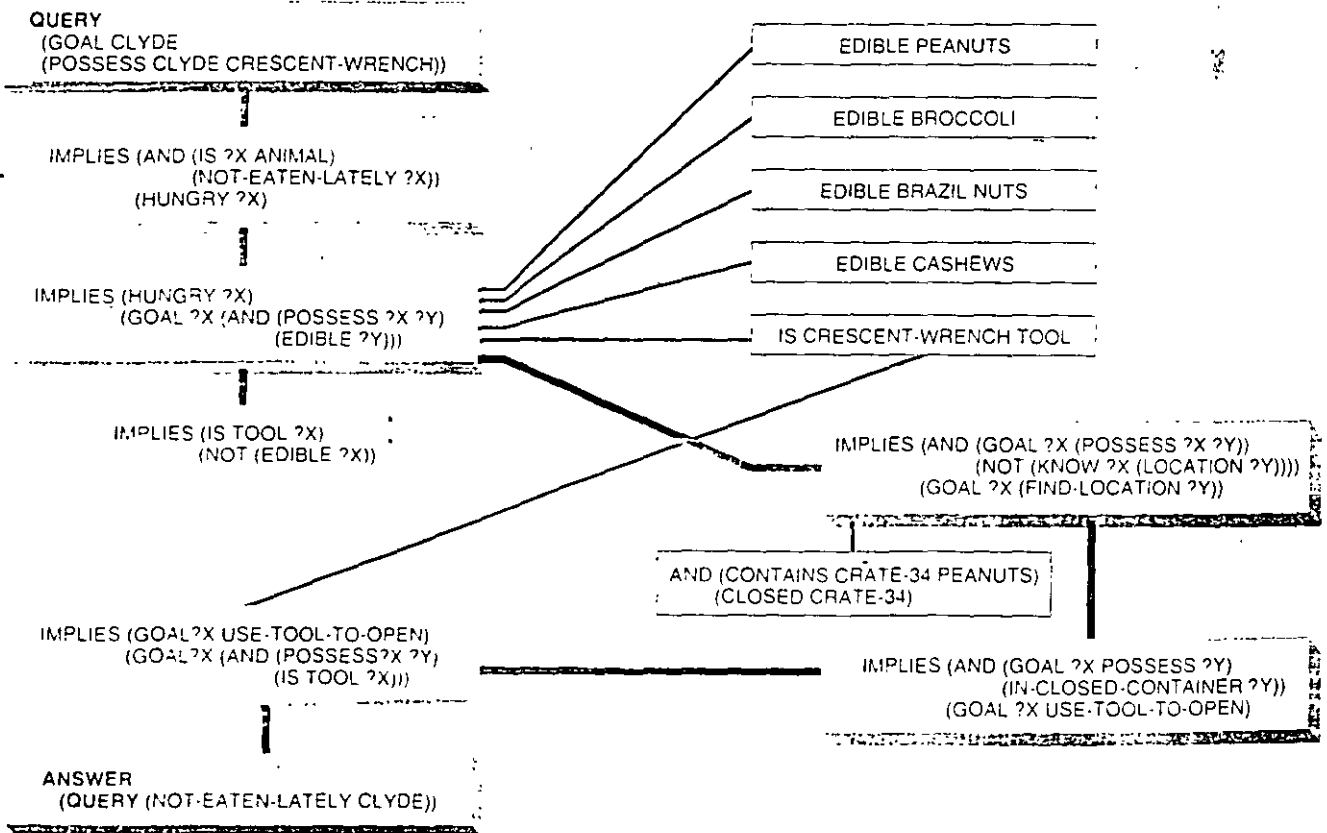 QUERY
(GOAL CLYDE
(POSSESS CLYDE CRESCENT-WRENCH))
IMPLIES (AND (IS ?X ANIMAL)
(NOT-EATEN-LATELY ?X))
(HUNGRY ?X)
IMPLIES (HUNGRY ?X)
(GOAL ?X (AND (POSSESS ?X ?Y)
(EDIBLE ?Y)))
IMPLIES (IS TOOL ?X)
(NOT (EDIBLE ?X))
EDIBLE PEANUTS
EDIBLE BROCCOLI
EDIBLE BRAZIL NUTS
EDIBLE CASHEWS
IS CRESCENT-WRENCH TOOL
IMPLIES (AND (GOAL ?X (POSSESS ?X ?Y))
(NOT (KNOW ?X (LOCATION ?Y))))
(GOAL ?X (FIND-LOCATION ?Y))
AND (CONTAINS CRATE-34 PEANUTS)
(CLOSED CRATE-34)
IMPLIES (AND (GOAL ?X POSSESS ?Y)
(IN-CLOSED-CONTAINER ?Y))
(GOAL ?X USE-TOOL-TO-OPEN)
IMPLIES (GOAL?X USE-TOOL-TO-OPEN)
(GOAL?X (AND (POSSESS?X ?Y)
(IS TOOL ?X)))
ANSWER
(QUERY (NOT-EATEN-LATELY CLYDE))